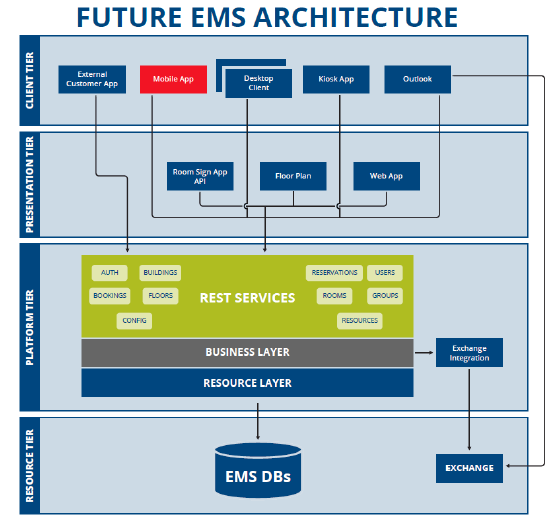 FUTURE EMS ARCHITECTURE
CLIENT TIER
External
Customer App
Mobile App
Desktop
Client
Kiosk App
Outlook
PRESENTATION TIER
Room Sign App
API
Floor Plan
Web App
PLATFORM TIER
AUTH
BUILDINGS
RESERVATIONS
USERS
BOOKINGS
FLOORS
REST SERVICES
ROOMS
GROUPS
CONFIG
RESOURCES
BUSINESS LAYER
Exchange
Integration
RESOURCE LAYER
RESOURCE TIER
EMS DBs
EXCHANGE